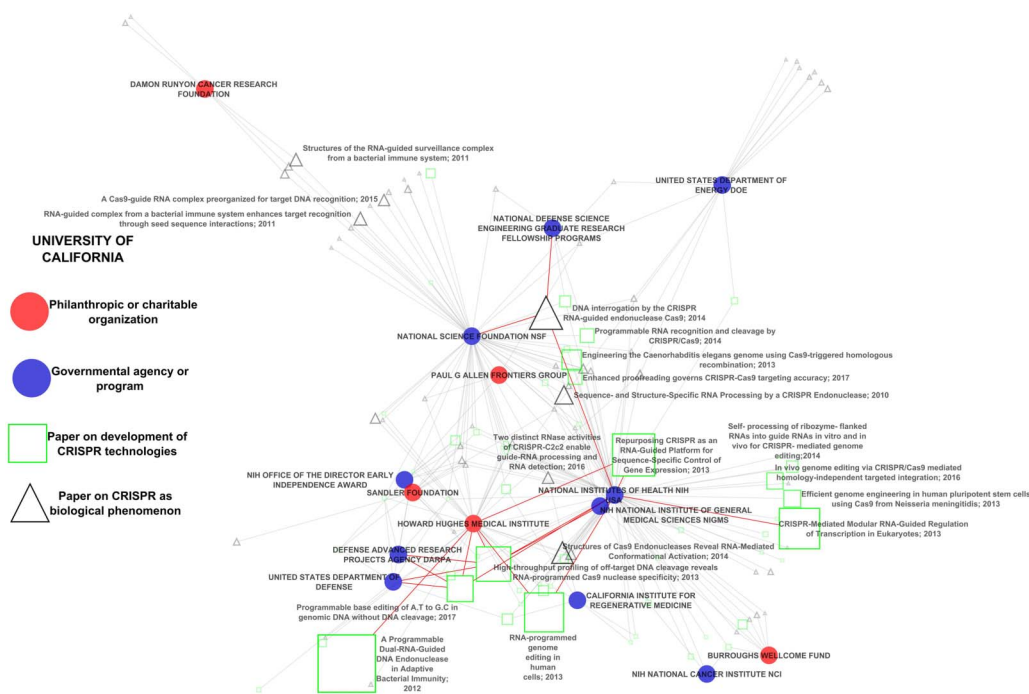 DAMON RUNYON CANCER RESEARCH
FOUNDATION
Structures of the RNA-guided surveillance complex
from a bacterial immune system; 2011
UNITED STATES DEPARTMENT OF
ENERGY DOE
A Cas9-guide RNA complex preorganized for target DNA recognition; 2015
RNA-guided complex from a bacterial immune system enhances target recognition
through seed sequence interactions; 2011
NATIONAL DEFENSE SCIENCE
ENGINEERING GRADUATE RESEARCH
FELLOWSHIP PROGRAMS
UNIVERSITY OF
CALIFORNIA
Philanthropic or charitable
organization
Governmental agency or
program
Paper on development of
CRISPR technologies
Paper on CRISPR as
biological phenomenon
DNA interrogation by the CRISPR
RNA-guided endonuclease Cas9; 2014
NATIONAL SCIENCE FOUNDATION NSF
Programmable RNA recognition and cleavage by
CRISPR/Cas9; 2014
Engineering the Caenorhabditis elegans genome using Cas9-triggered homologous
recombination; 2013
PAUL G ALLEN FRONTIERS GROUP
Enhanced proofreading governs CRISPR-Cas9 targeting accuracy; 2017
Sequence- and Structure-Specific RNA Processing by a CRISPR Endonuclease; 2010
Two distinct RNase activities
of CRISPR-C2c2 enable
guide-RNA processing and
RNA detection; 2016
Repurposing CRISPR as an
RNA-Guided Platform for
Sequence-Specific Control of
Gene Expression; 2013
Self- processing of ribozyme- flanked
RNAs into guide RNAs in vitro and in
vivo for CRISPR- mediated genome
editing;2014
In vivo genome editing via CRISPR/Cas9 mediated
homology-independent targeted integration; 2016
NIH OFFICE OF THE DIRECTOR EARLY
INDEPENDENCE AWARD
SANDLER FOUNDATION
NATIONAL INSTITUTES OF HEALTH NIH
USA
NIH NATIONAL INSTITUTE OF GENERAL
MEDICAL SCIENCES NIGMS
Efficient genome engineering in human pluripotent stem cells
using Cas9 from Neisseria meningitidis; 2013
HOWARD HUGHES MEDICAL INSTITUTE
CRISPR-Mediated Modular RNA-Guided Regulation
of Transcription in Eukaryotes; 2013
DEFENSE ADVANCED RESEARCH
PROJECTS AGENCY DARPA
Structures of Cas9 Endonucleases Reveal RNA-Mediated
Conformational Activation; 2014
High-throughput profiling of off-target DNA cleavage reveals
RNA-programmed Cas9 nuclease specificity; 2013
UNITED STATES DEPARTMENT OF
DEFENSE
CALIFORNIA INSTITUTE FOR
REGENERATIVE MEDICINE
Programmable base editing of A.T to G.C in
genomic DNA without DNA cleavage; 2017
A Programmable
Dual-RNA-Guided
DNA Endonuclease
in Adaptive
Bacterial Immunity;
2012
RNA-programmed
genome
editing in
human
cells; 2013
BURROUGHS WELLCOME FUND
NIH NATIONAL CANCER INSTITUTE NCI